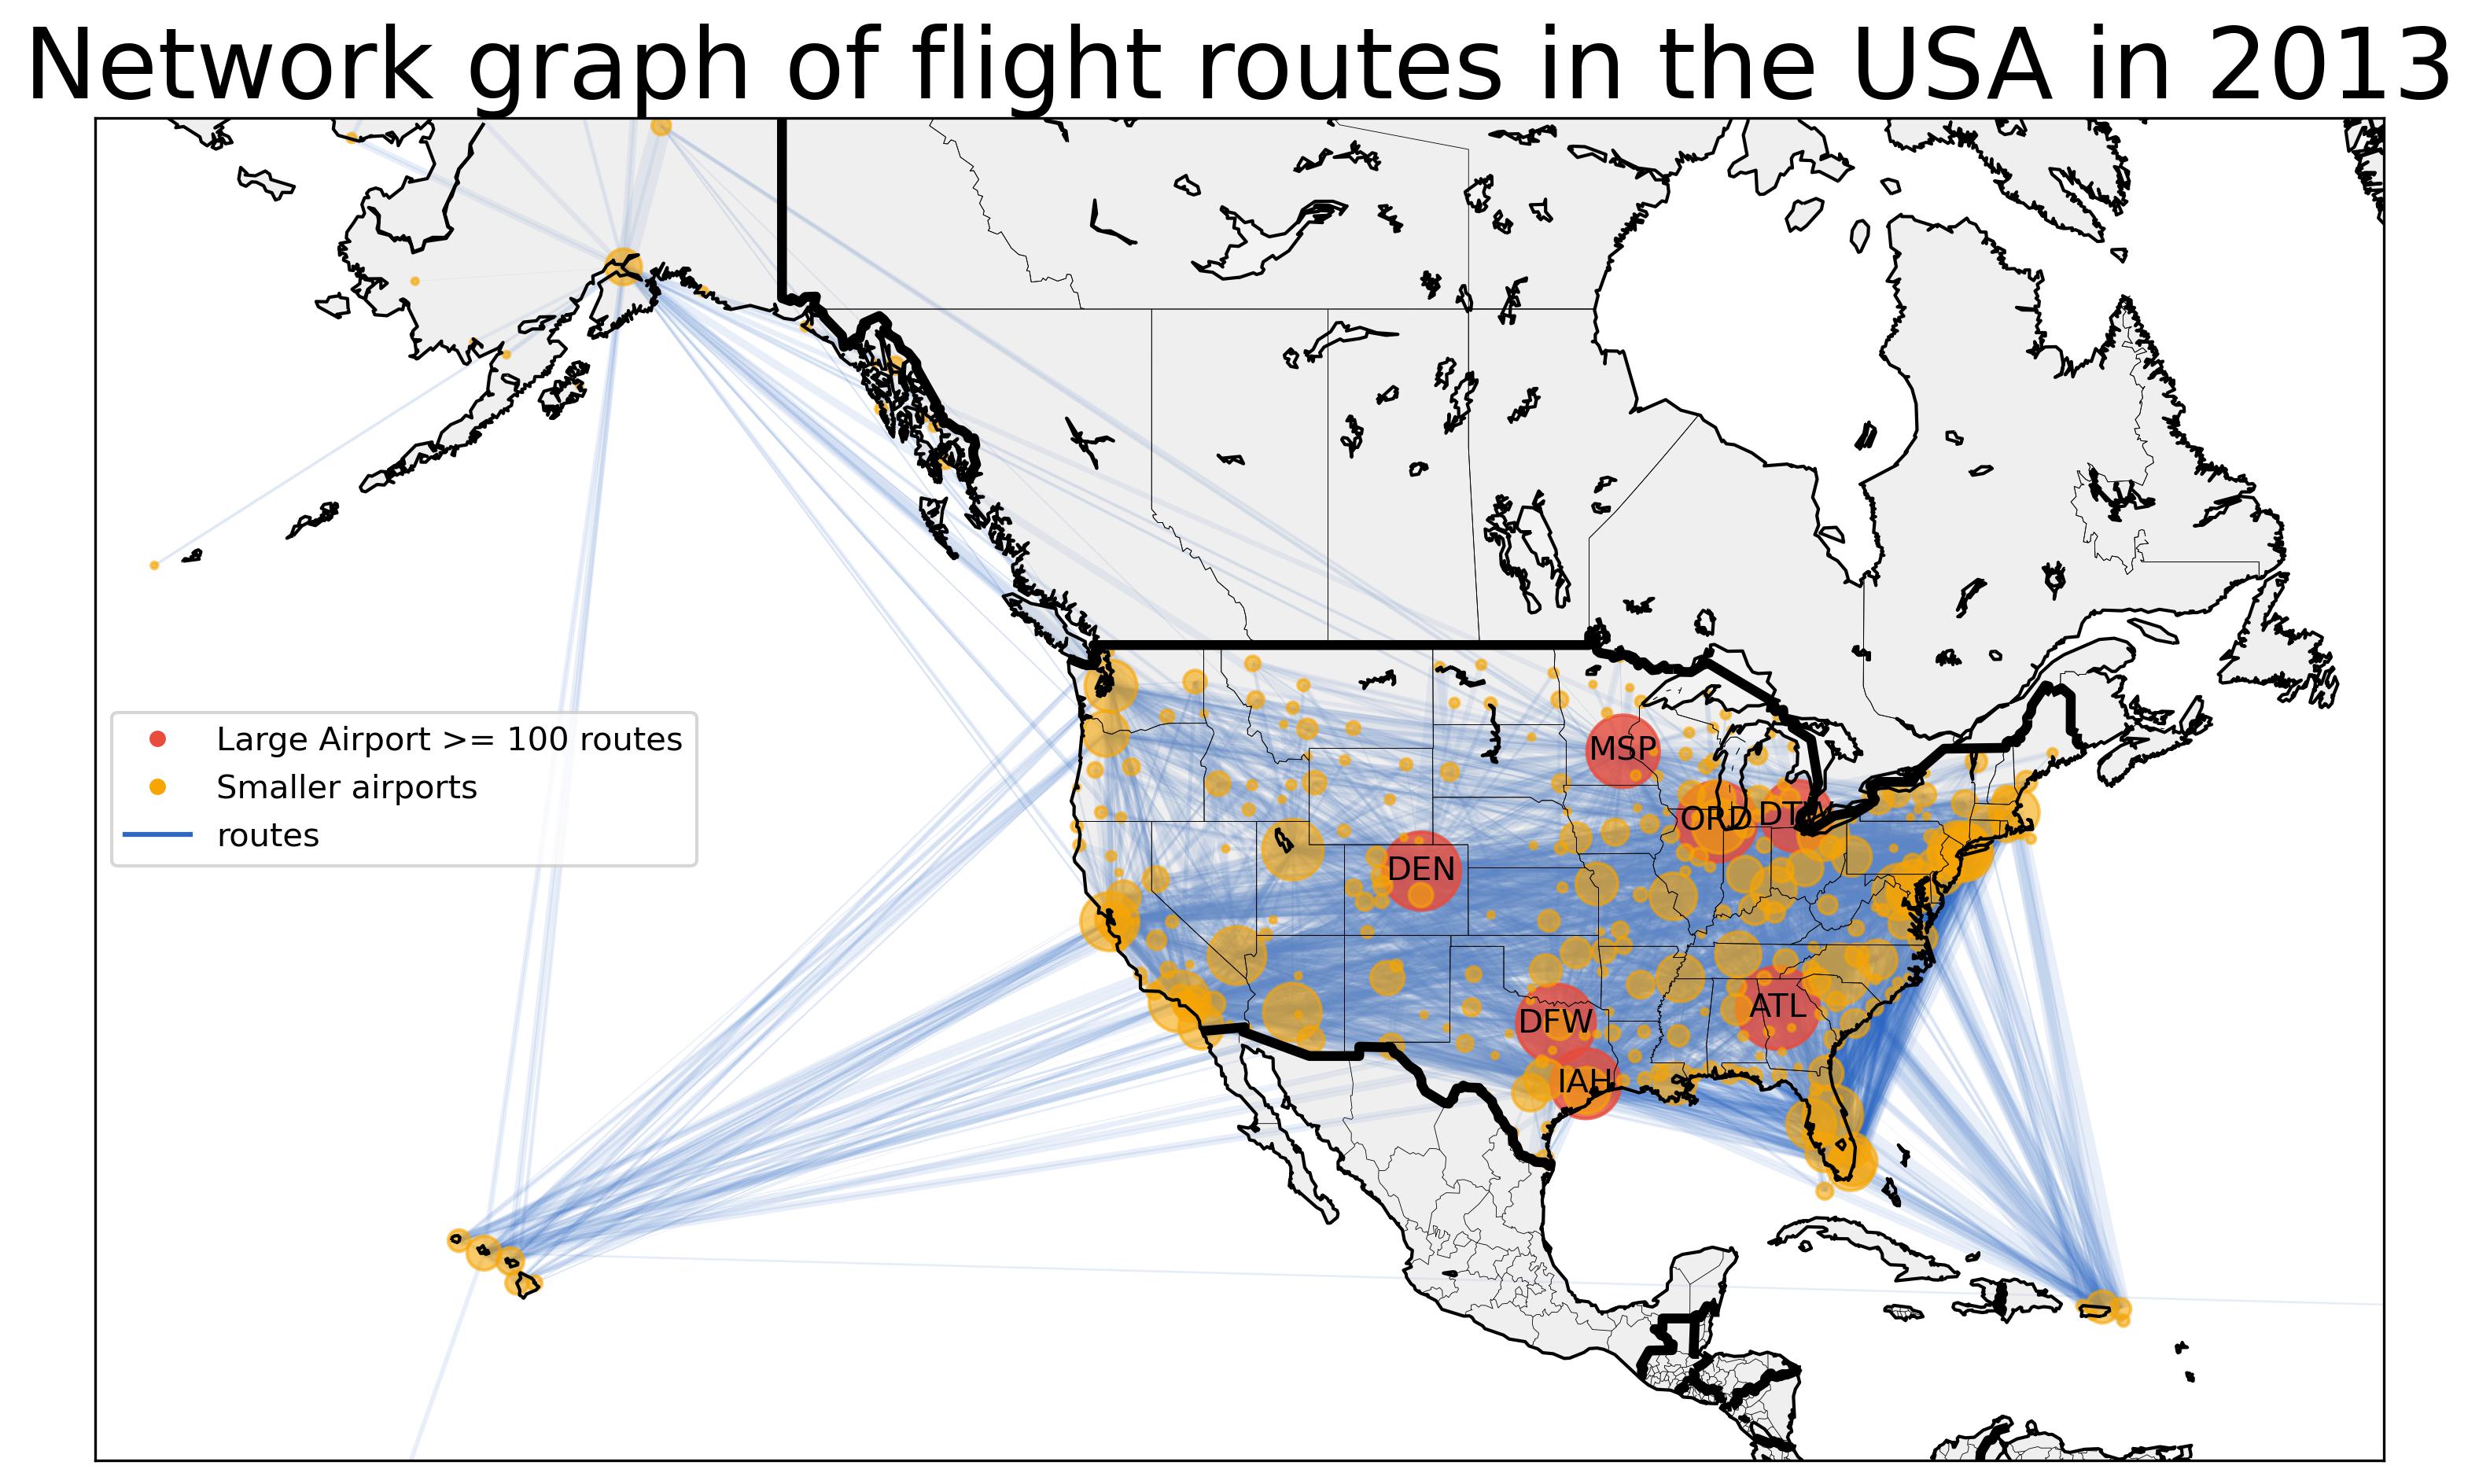 Network graph of flight routes in the USA in 2013
Large Airport >= 100 routes
Smaller airports
routes
MSP
ORD DTW
DEN
ATL
DFW
IAH